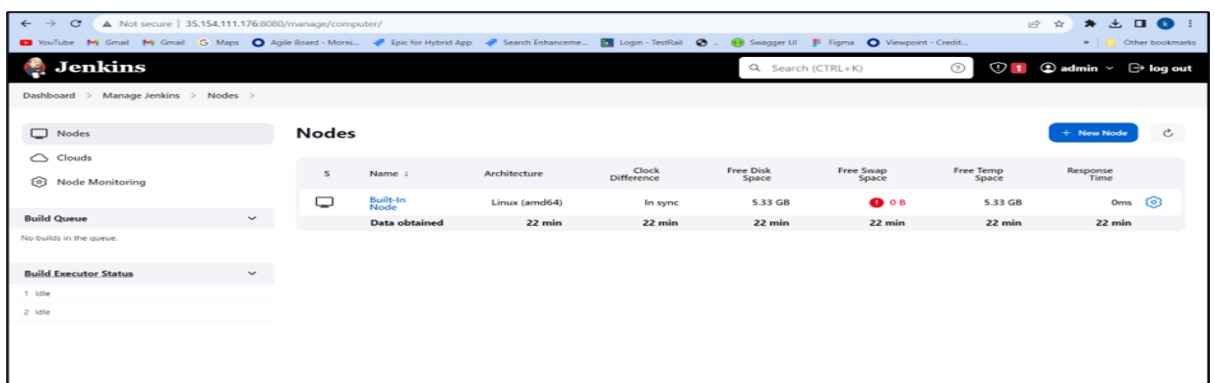 Not secure | 35.154.111.176:8080/manage/computer/
YouTube Gmail Gmail Maps Agile Board - Morni... Epic for Hybrid App Search Enhanceme... Login - TestRail Swagger UI Figma Viewpoint - Credit... » Other bookmarks
Jenkins Search (CTRL+K) ? 1 admin log out
Dashboard > Manage Jenkins > Nodes >
Nodes
Clouds
Node Monitoring
Build Queue
No builds in the queue.
Build Executor Status
1 Idle
2 Idle
Nodes + New Node
S Name ↓ Architecture Clock Difference Free Disk Space Free Swap Space Free Temp Space Response Time
Built-In Node Linux (amd64) In sync 5.33 GB 0 B 5.33 GB 0ms
Data obtained 22 min 22 min 22 min 22 min 22 min 22 min